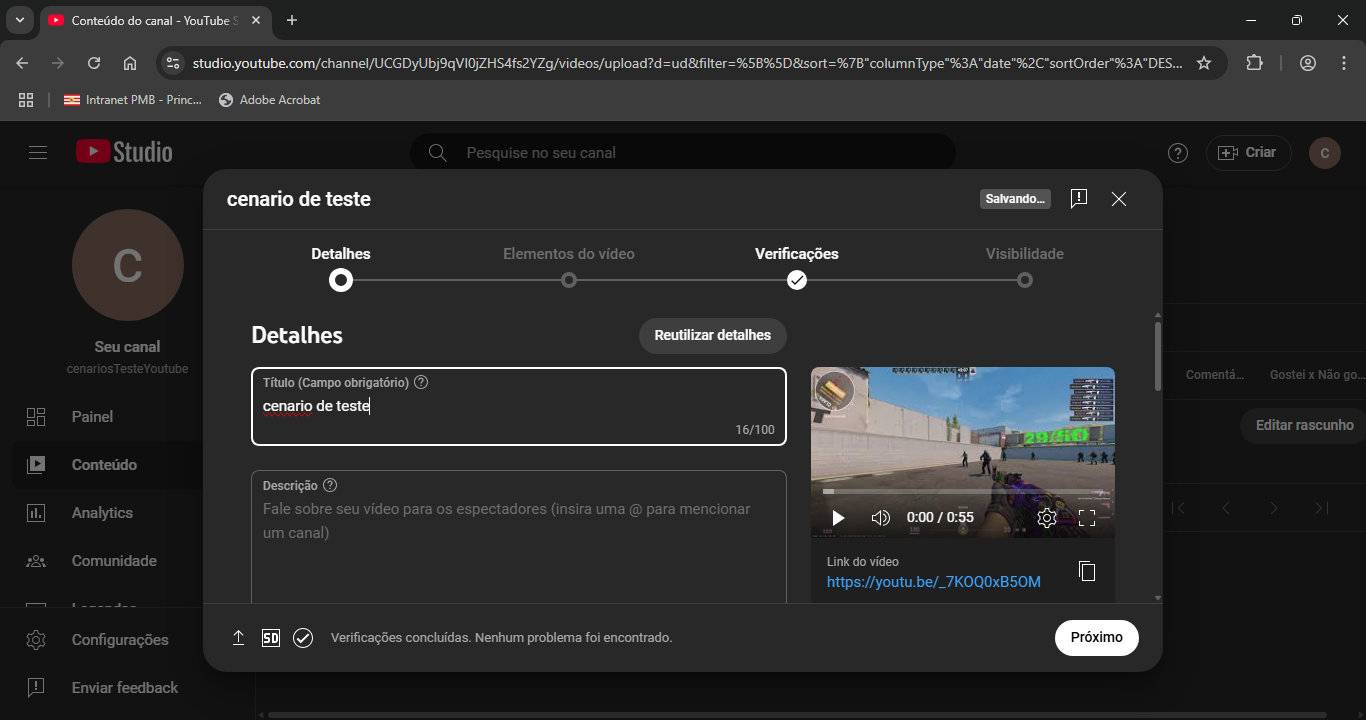 Conteúdo do canal - YouTube S
studio.youtube.com/channel/UCGDyUbj9qVI0jZHS4fs2YZg/videos/upload?d=ud&filter=%5B%5D&sort=%7B"columnType"%3A"date"%2C"sortOrder"%3A"DES...
Intranet PMB - Princ...
Adobe Acrobat
Studio
Pesquise no seu canal
Criar
C
cenario de teste
Salvando...
Detalhes
Elementos do vídeo
Verificações
Visibilidade
C
Seu canal
cenariosTesteYoutube
Painel
Conteúdo
Analytics
Comunidade
Configurações
Enviar feedback
Detalhes
Reutilizar detalhes
Título (Campo obrigatório)
cenario de teste
16/100
Descrição
Fale sobre seu vídeo para os espectadores (insira uma @ para mencionar
um canal)
0:00 / 0:55
Link do vídeo
https://youtu.be/_7KOQ0xB5OM
Comentá...
Gostei x Não go...
Editar rascunho
SD
Verificações concluídas. Nenhum problema foi encontrado.
Próximo